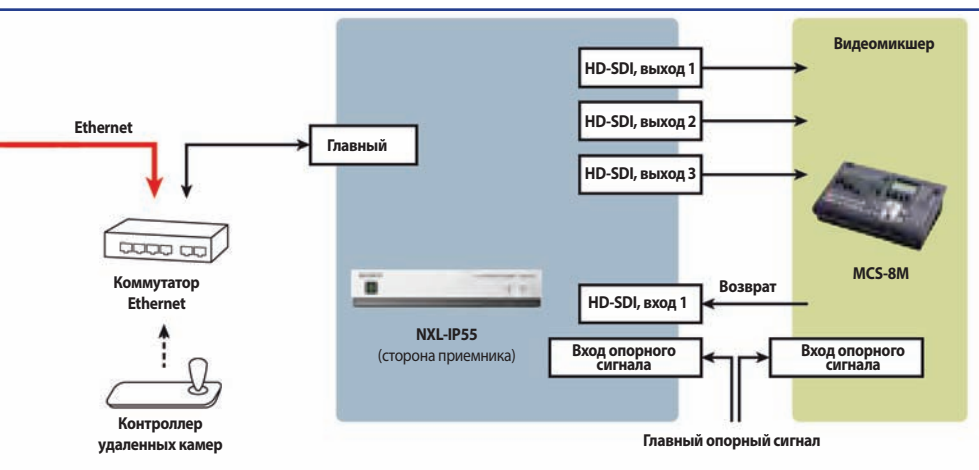 Видеомикшер
HD-SDI, выход 1
Ethernet
HD-SDI, выход 2
Главный
HD-SDI, выход 3
MCS-8M
Коммутатор
Ethernet
Возврат
HD-SDI, вход 1
NXL-IP55
(сторона приемника)
Вход опорного
сигнала
Вход опорного
сигнала
Контроллер
удаленных камер
Главный опорный сигнал